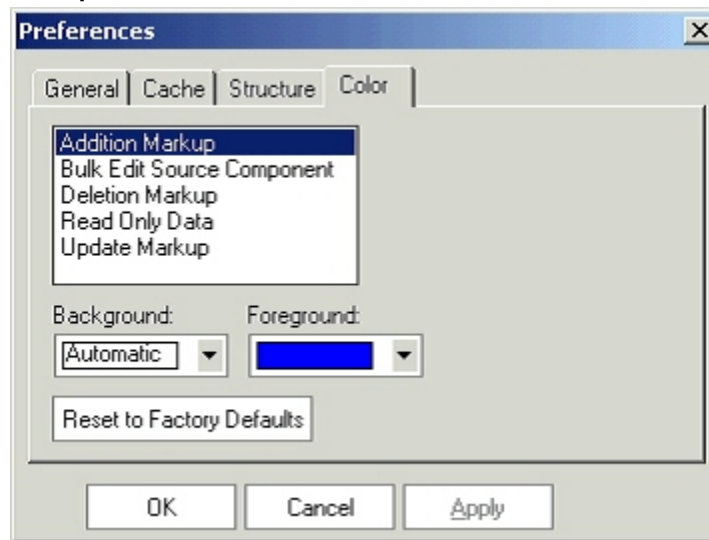 Preferences
General Cache Structure Color
Addition Markup
Bulk Edit Source Component
Deletion Markup
Read Only Data
Update Markup
Background: Foreground:
Automatic
Reset to Factory Defaults
OK Cancel Apply